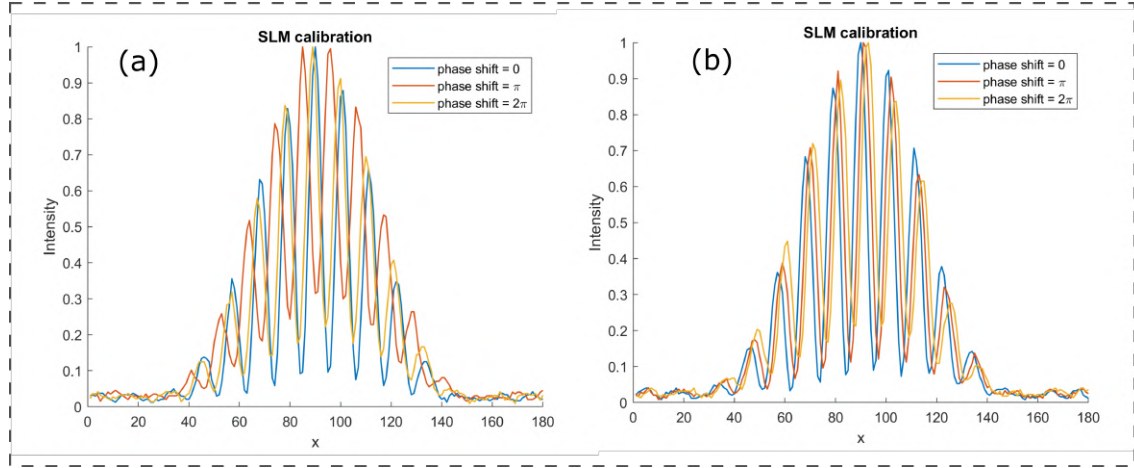 SLM calibration
(a)
phase shift = 0
phase shift = π
phase shift = 2π
1
0.9
0.8
0.7
0.6
0.5
0.4
0.3
0.2
0.1
0
Intensity
0 20 40 60 80 100 120 140 160 180
x
SLM calibration
(b)
phase shift = 0
phase shift = π
phase shift = 2π
1
0.9
0.8
0.7
0.6
0.5
0.4
0.3
0.2
0.1
0
Intensity
0 20 40 60 80 100 120 140 160 180
x